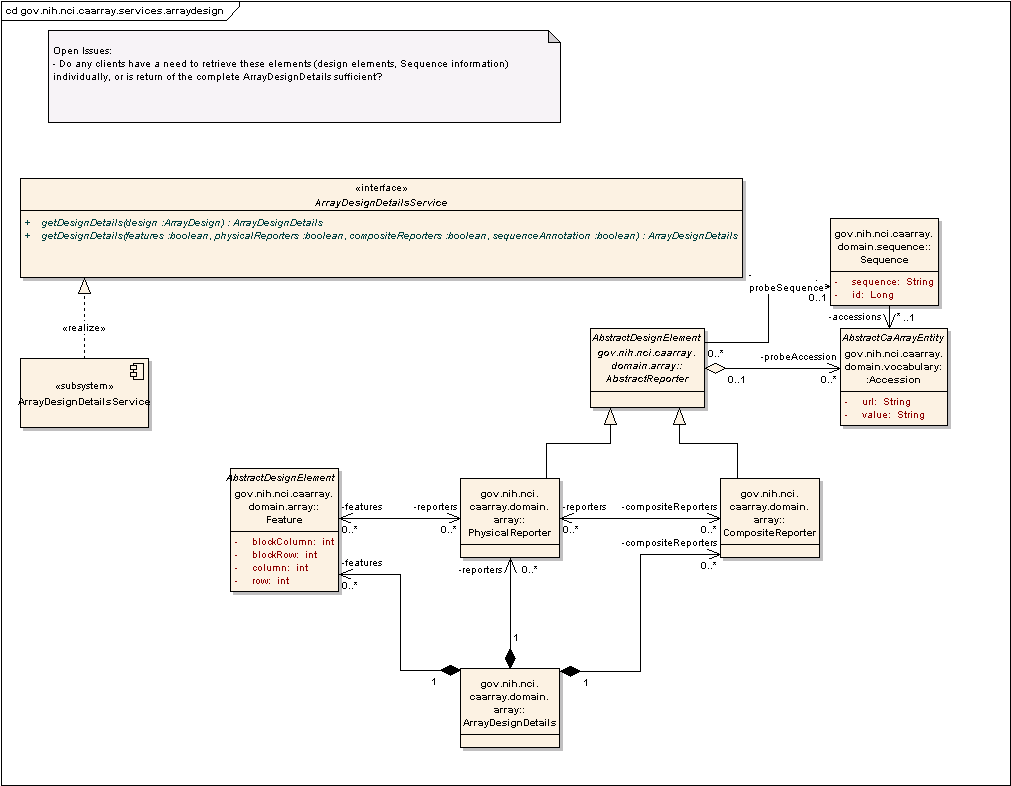 cd gov.nih.nci.caarray.services.arraydesign
Open Issues:
- Do any clients have a need to retrieve these elements (design elements, Sequence information)
individually, or is return of the complete ArrayDesignDetails sufficient?
«interface»
ArrayDesignDetailsService
+ getDesignDetails(design :ArrayDesign) : ArrayDesignDetails
+ getDesignDetails(features :boolean, physicalReporters :boolean, compositeReporters :boolean, sequenceAnnotation :boolean) : ArrayDesignDetails
«realize»
«subsystem»
ArrayDesignDetailsService
gov.nih.nci.caarray.
domain.sequence::
Sequence
- sequence: String
- id: Long
-
probeSequence
0..1
-accessions
*..1
AbstractDesignElement
gov.nih.nci.caarray.
domain.array::
AbstractReporter
0..*
-probeAccession
0..1
0..*
AbstractCaArrayEntity
gov.nih.nci.caarray.
domain.vocabulary:
:Accession
- url: String
- value: String
AbstractDesignElement
gov.nih.nci.caarray.
domain.array::
Feature
- blockColumn: int
- blockRow: int
- column: int
- row: int
-features
0..*
-reporters
0..*
gov.nih.nci.
caarray.domain.
array::
PhysicalReporter
-reporters
0..*
-compositeReporters
0..*
gov.nih.nci.
caarray.domain.
array::
CompositeReporter
-features
0..*
-reporters
0..*
-compositeReporters
0..*
1
1
1
gov.nih.nci.
caarray.domain.
array::
ArrayDesignDetails